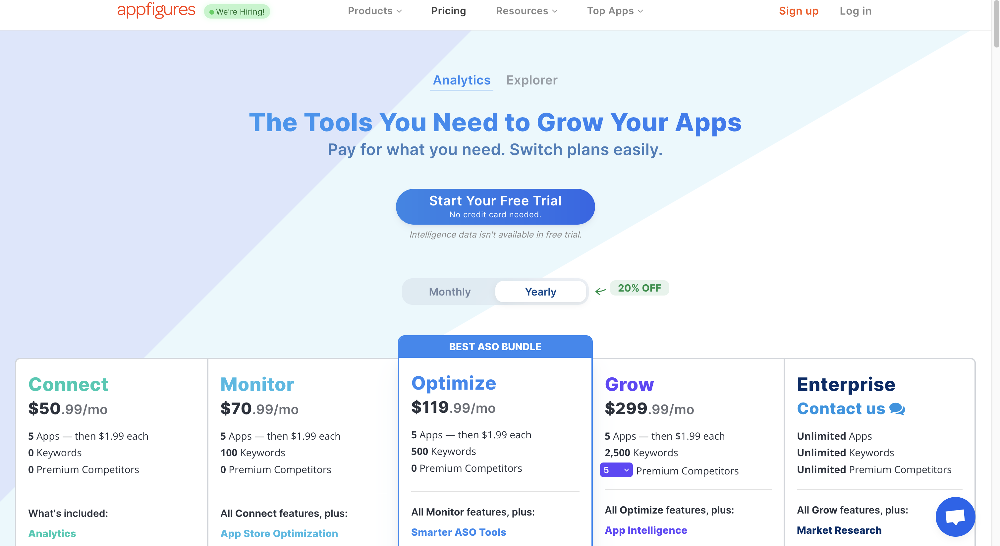 appfigures We're Hiring! Products Pricing Resources Top Apps Sign up Log in
Analytics Explorer
The Tools You Need to Grow Your Apps
Pay for what you need. Switch plans easily.
Start Your Free Trial
No credit card needed.
Intelligence data isn't available in free trial.
Monthly Yearly 20% OFF
BEST ASO BUNDLE
Connect
$50.99/mo
5 Apps — then $1.99 each
0 Keywords
0 Premium Competitors
What's included:
Analytics
Monitor
$70.99/mo
5 Apps — then $1.99 each
100 Keywords
0 Premium Competitors
All Connect features, plus:
App Store Optimization
Optimize
$119.99/mo
5 Apps — then $1.99 each
500 Keywords
0 Premium Competitors
All Monitor features, plus:
Smarter ASO Tools
Grow
$299.99/mo
5 Apps — then $1.99 each
2,500 Keywords
5 Premium Competitors
All Optimize features, plus:
App Intelligence
Enterprise
Contact us
Unlimited Apps
Unlimited Keywords
Unlimited Premium Competitors
All Grow features, plus:
Market Research